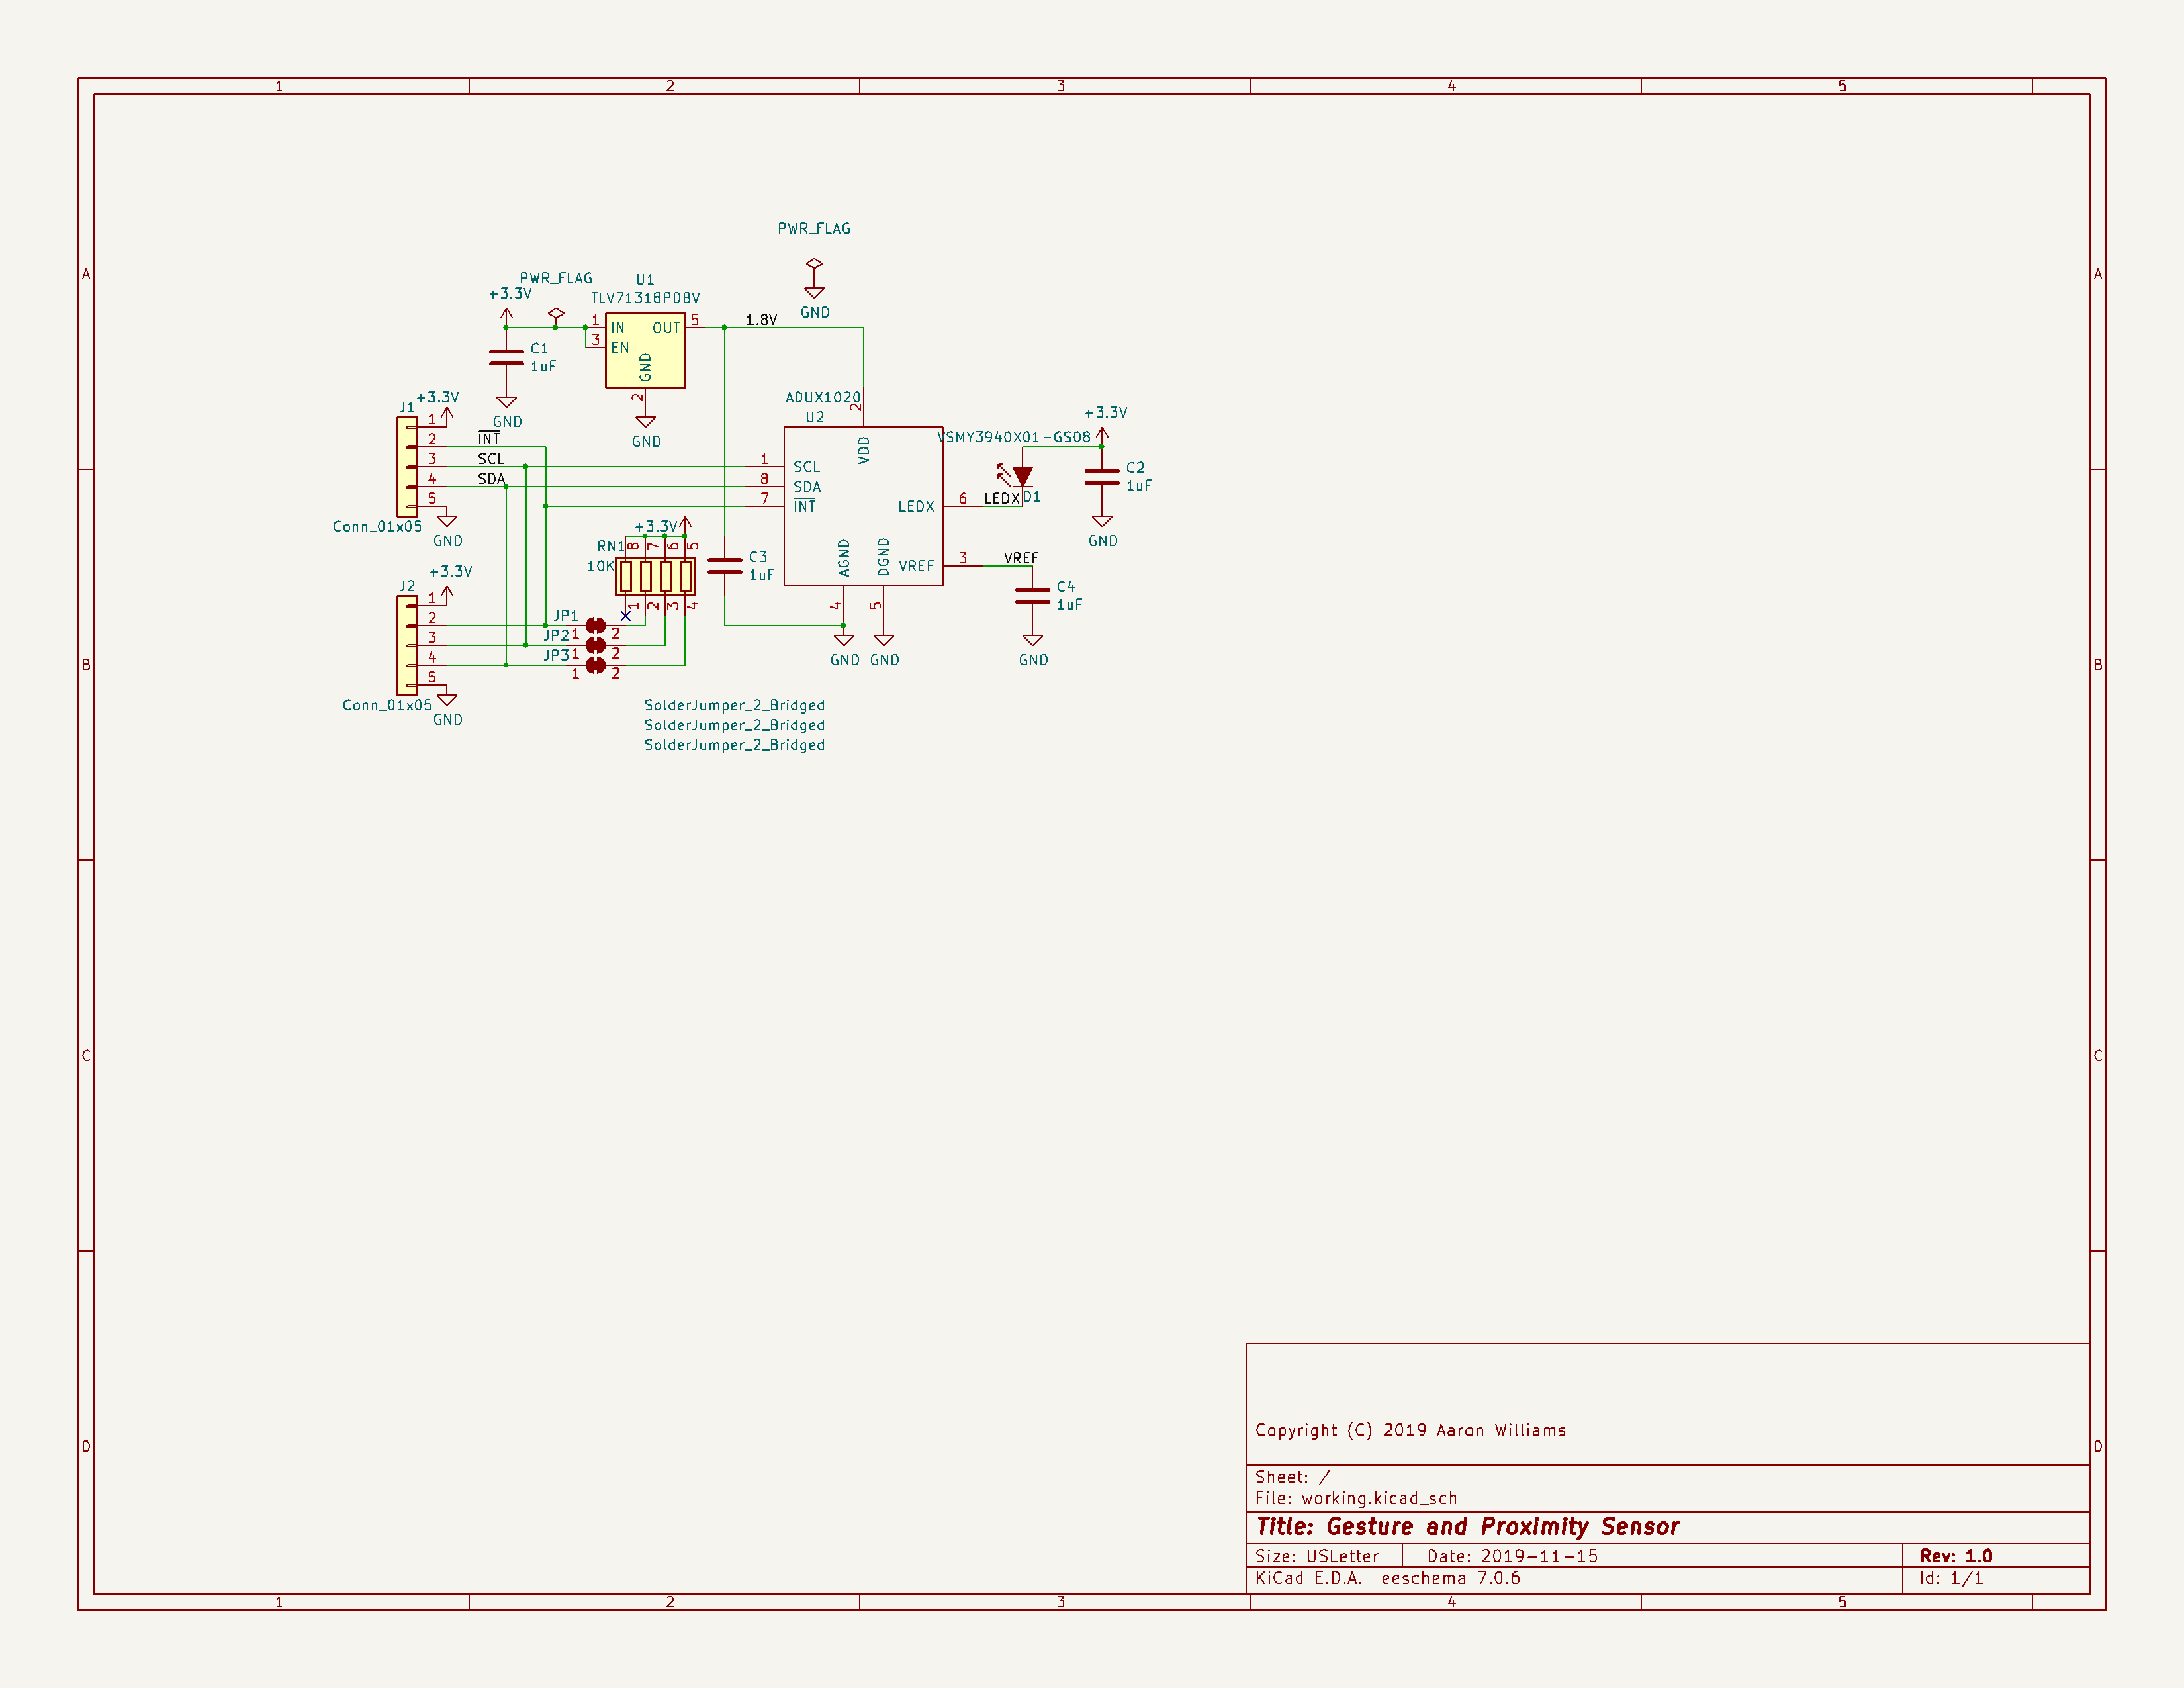 1 2 3 4 5
A A
B B
C C
D D
1 2 3 4 5
PWR_FLAG
GND
PWR_FLAG
+3.3V
C1
1uF
GND
U1
TLV71318PDBV
1 IN OUT 5
3 EN
GND
2
GND
1.8V
J1 +3.3V
1
2 INT
3 SCL
4 SDA
5
Conn_01x05
GND
ADUX1020
U2
2
VDD
1 SCL
8 SDA
7 INT
LEDX 6 LEDX
VREF 3 VREF
AGND DGND
4 5
GND GND
VSMY3940X01-GS08
D1
+3.3V
C2
1uF
GND
C4
1uF
GND
+3.3V
RN1 8 7 6 5
10K
1 2 3 4
C3
1uF
J2 +3.3V
1
2
3
4
5
Conn_01x05
GND
JP1
1 2
JP2
1 2
JP3
1 2
SolderJumper_2_Bridged
SolderJumper_2_Bridged
SolderJumper_2_Bridged
Copyright (C) 2019 Aaron Williams
Sheet: /
File: working.kicad_sch
Title: Gesture and Proximity Sensor
Size: USLetter Date: 2019-11-15 Rev: 1.0
KiCad E.D.A. eeschema 7.0.6 Id: 1/1